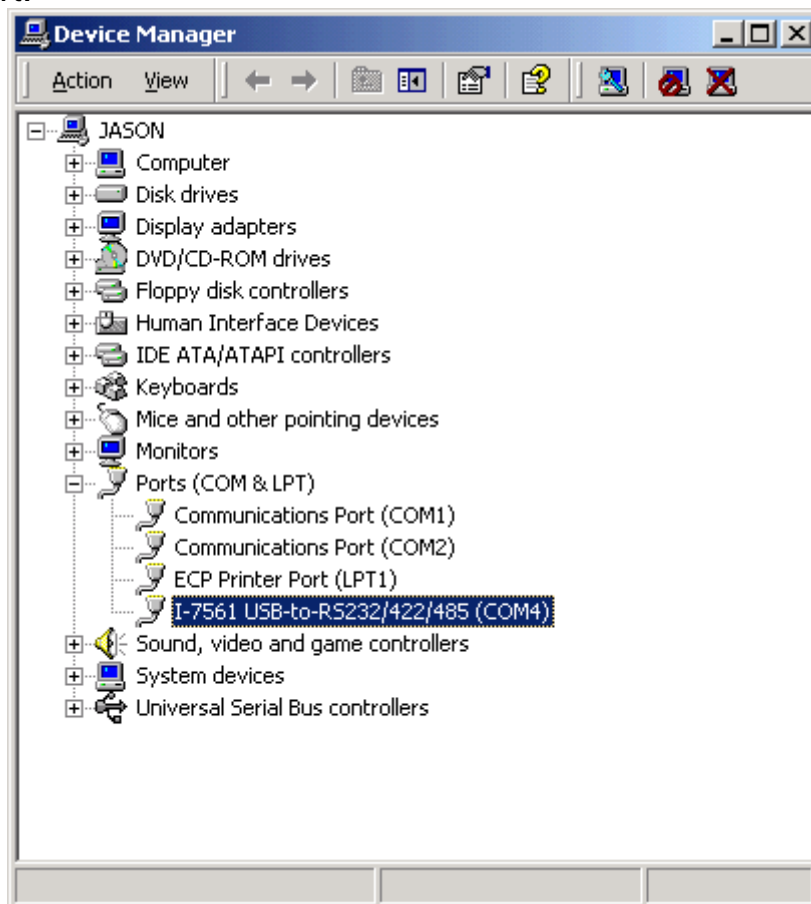 Device Manager
Action View
JASON
Computer
Disk drives
Display adapters
DVD/CD-ROM drives
Floppy disk controllers
Human Interface Devices
IDE ATA/ATAPI controllers
Keyboards
Mice and other pointing devices
Monitors
Ports (COM & LPT)
Communications Port (COM1)
Communications Port (COM2)
ECP Printer Port (LPT1)
I-7561 USB-to-RS232/422/485 (COM4)
Sound, video and game controllers
System devices
Universal Serial Bus controllers